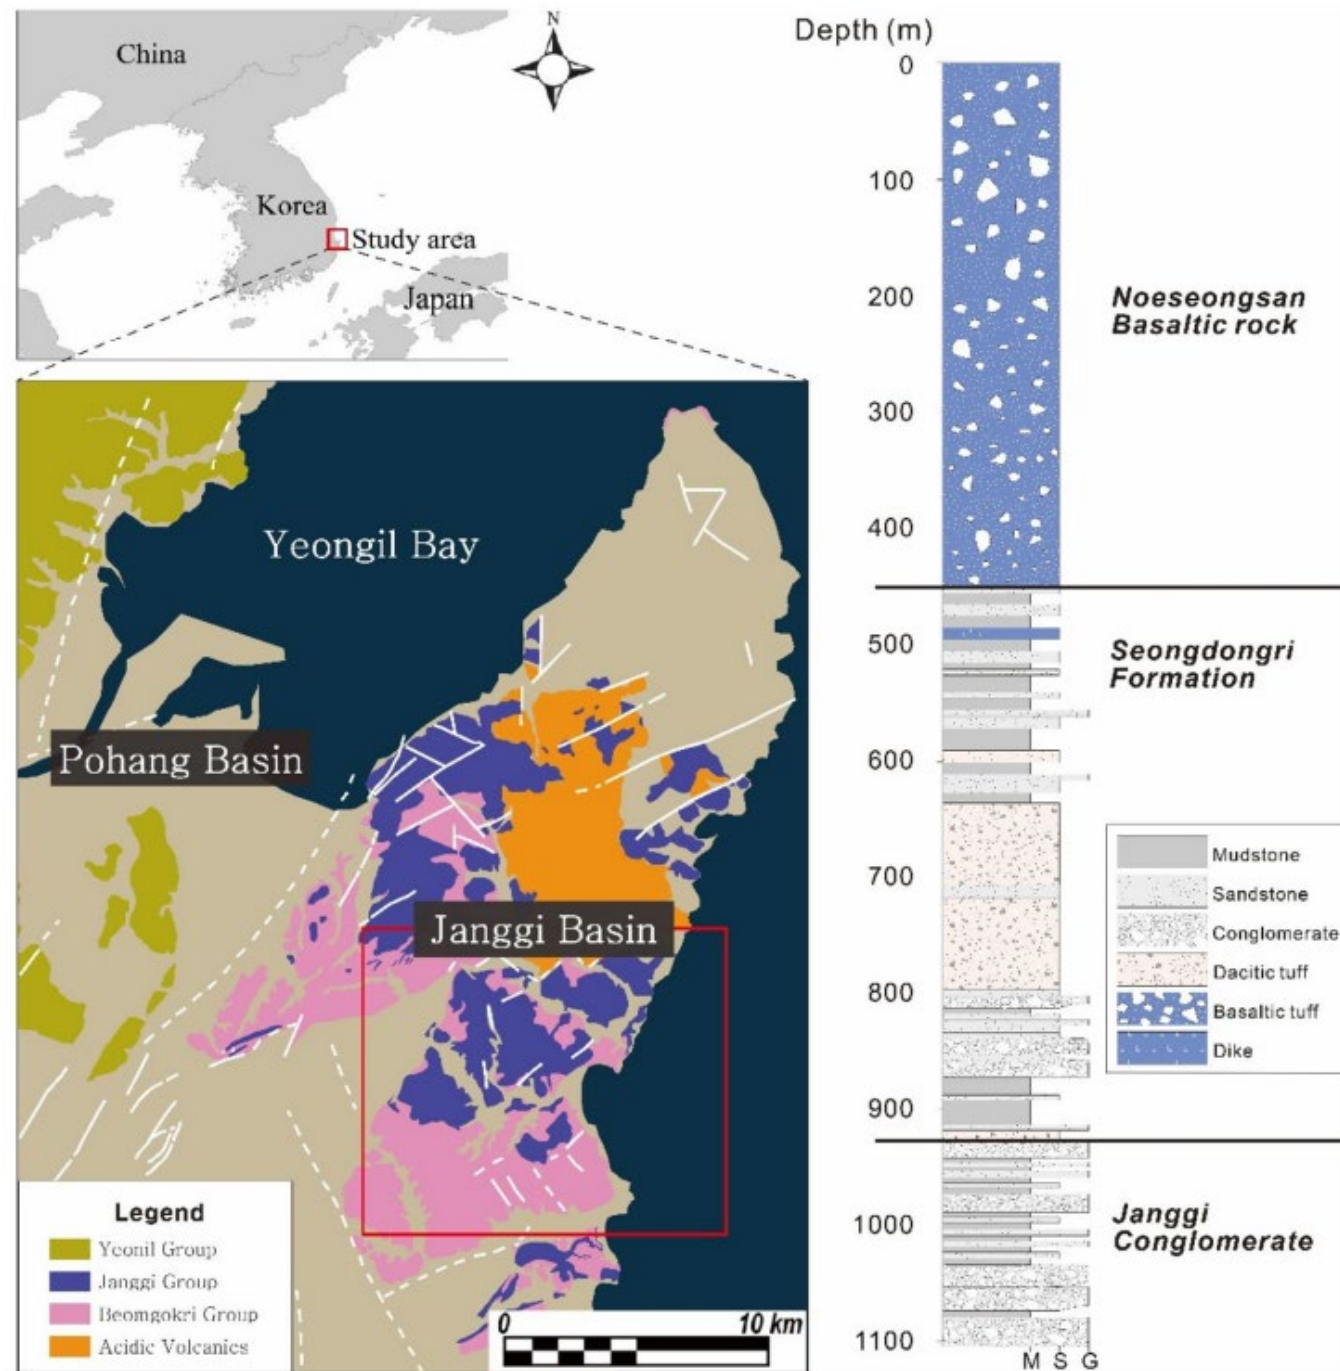 China
N
Korea
Study area
Japan
Yeongil Bay
Pohang Basin
Janggi Basin
Legend
Yeonil Group
Janggi Group
Beomgokri Group
Acidic Volcanics
0 10 km
Depth (m)
0
100
200
300
400
500
600
700
800
900
1000
1100
M S G
Noeseongsan
Basaltic rock
Seongdongri
Formation
Mudstone
Sandstone
Conglomerate
Dacitic tuff
Basaltic tuff
Dike
Janggi
Conglomerate